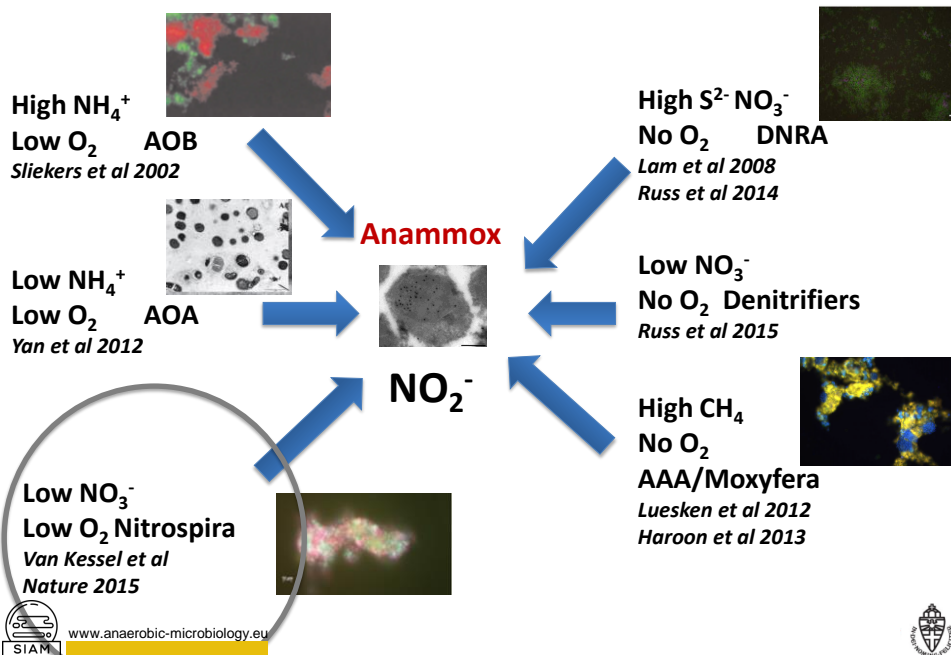 High NH₄⁺
Low O₂ AOB
Sliekers et al 2002
Low NH₄⁺
Low O₂ AOA
Yan et al 2012
Low NO₃⁻
Low O₂ Nitrospira
Van Kessel et al
Nature 2015
Anammox
NO₂⁻
High S²⁻ NO₃⁻
No O₂ DNRA
Lam et al 2008
Russ et al 2014
Low NO₃⁻
No O₂ Denitrifiers
Russ et al 2015
High CH₄
No O₂
AAA/Moxyfera
Luesken et al 2012
Haroon et al 2013
www.anaerobic-microbiology.eu
SIAM